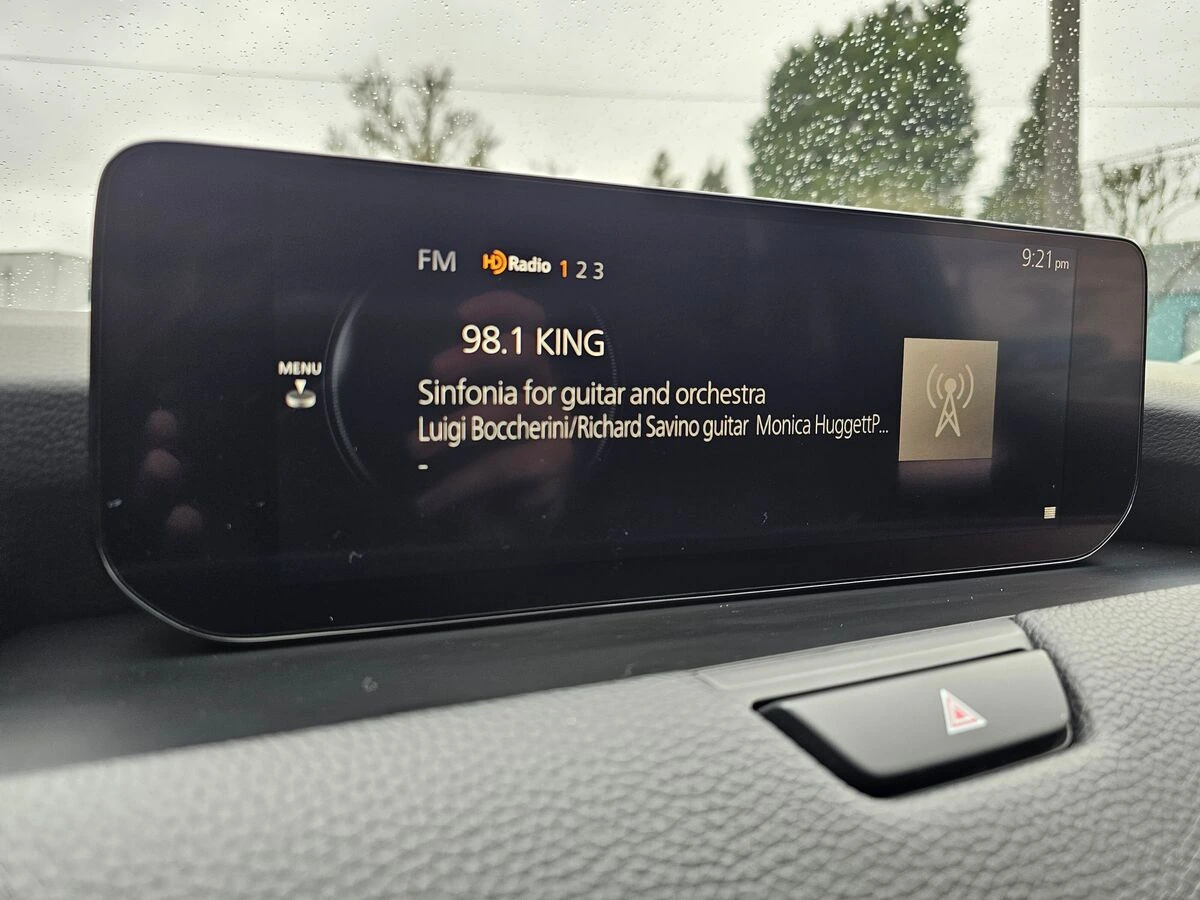 FM HD Radio 1 2 3
9:21 pm
98.1 KING
MENU
Sinfonia for guitar and orchestra
Luigi Boccherini/Richard Savino guitar Monica HuggettP...
-